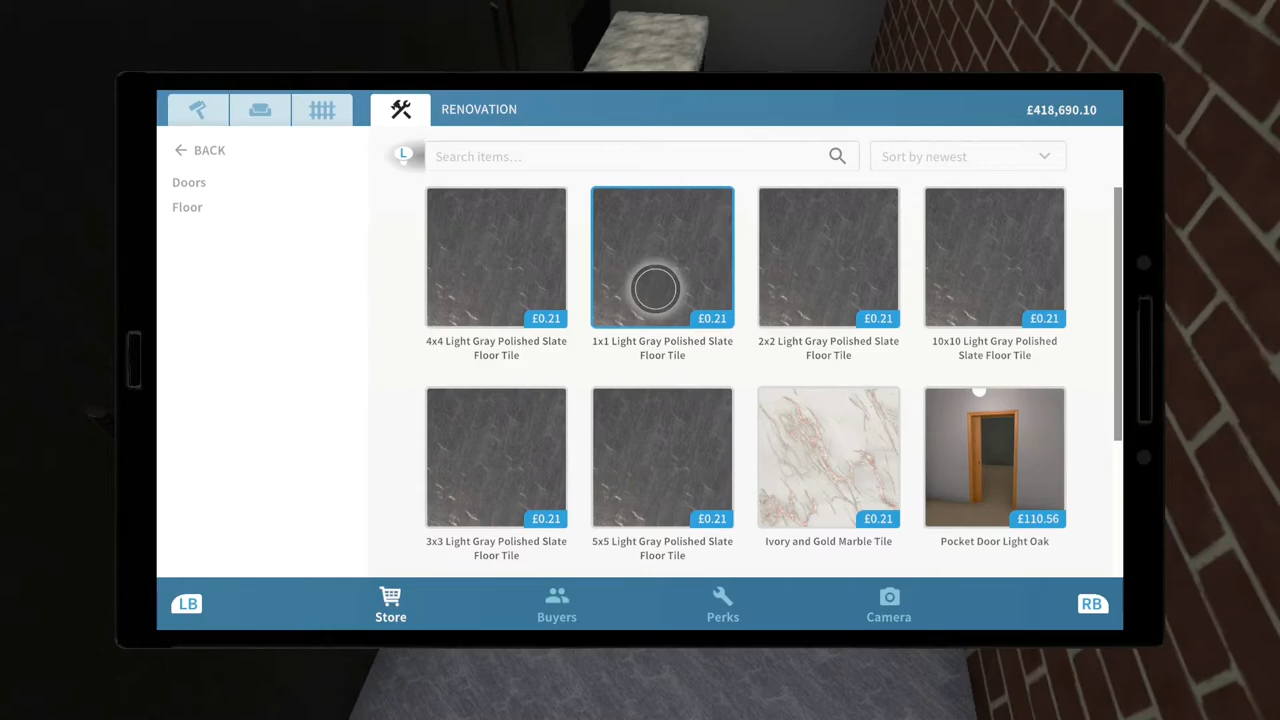 RENOVATION
£418,690.10
BACK
Doors
Floor
L
Search items...
Sort by newest
£0.21
£0.21
£0.21
£0.21
4x4 Light Gray Polished Slate
Floor Tile
1x1 Light Gray Polished Slate
Floor Tile
2x2 Light Gray Polished Slate
Floor Tile
10x10 Light Gray Polished
Slate Floor Tile
£0.21
£0.21
£0.21
£110.56
3x3 Light Gray Polished Slate
Floor Tile
5x5 Light Gray Polished Slate
Floor Tile
Ivory and Gold Marble Tile
Pocket Door Light Oak
LB
Store
Buyers
Perks
Camera
RB